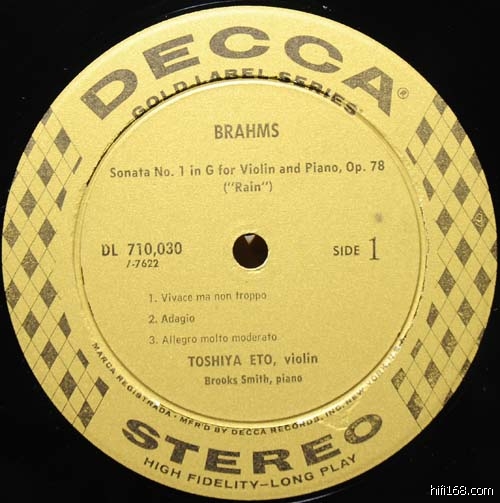 DECCA®
GOLD LABEL SERIES
BRAHMS
Sonata No. 1 in G for Violin and Piano, Op. 78
("Rain")
DL 710,030
/-7622
SIDE 1
1. Vivace ma non troppo
2. Adagio
3. Allegro molto moderato
TOSHIYA ETO, violin
Brooks Smith, piano
MARCA REGISTRADA - MFR'D BY DECCA RECORDS, INC., NEW YORK, U.S.A.
STEREO
HIGH FIDELITY-LONG PLAY
hifi168.com